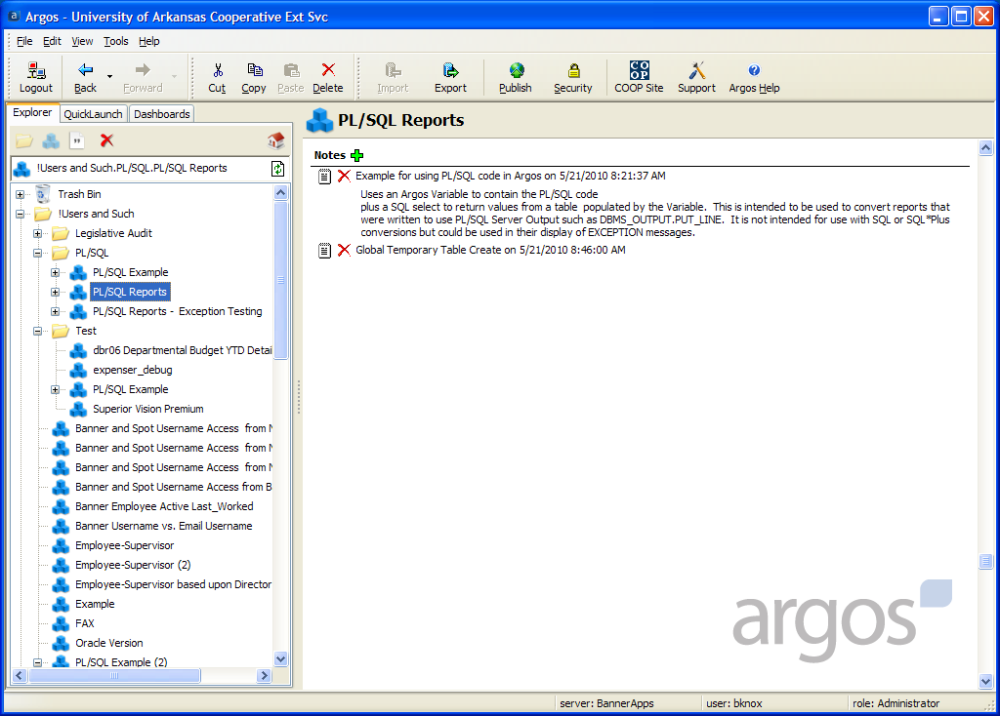 Argos - University of Arkansas Cooperative Ext Svc
File Edit View Tools Help
Logout Back Forward Cut Copy Paste Delete Import Export Publish Security COOP Site Support Argos Help
CO
OP
Explorer QuickLaunch Dashboards
!Users and Such.PL/SQL.PL/SQL Reports
Trash Bin
!Users and Such
Legislative Audit
PL/SQL
PL/SQL Example
PL/SQL Reports
PL/SQL Reports - Exception Testing
Test
dbr06 Departmental Budget YTD Detai
expenser_debug
PL/SQL Example
Superior Vision Premium
Banner and Spot Username Access from N
Banner and Spot Username Access from N
Banner and Spot Username Access from N
Banner and Spot Username Access from B
Banner Employee Active Last_Worked
Banner Username vs. Email Username
Employee-Supervisor
Employee-Supervisor (2)
Employee-Supervisor based upon Director
Example
FAX
Oracle Version
PL/SQL Example (2)
PL/SQL Reports
Notes
Example for using PL/SQL code in Argos on 5/21/2010 8:21:37 AM
Uses an Argos Variable to contain the PL/SQL code
plus a SQL select to return values from a table populated by the Variable. This is intended to be used to convert reports that
were written to use PL/SQL Server Output such as DBMS_OUTPUT.PUT_LINE. It is not intended for use with SQL or SQL*Plus
conversions but could be used in their display of EXCEPTION messages.
Global Temporary Table Create on 5/21/2010 8:46:00 AM
argos
server: BannerApps user: bknox role: Administrator